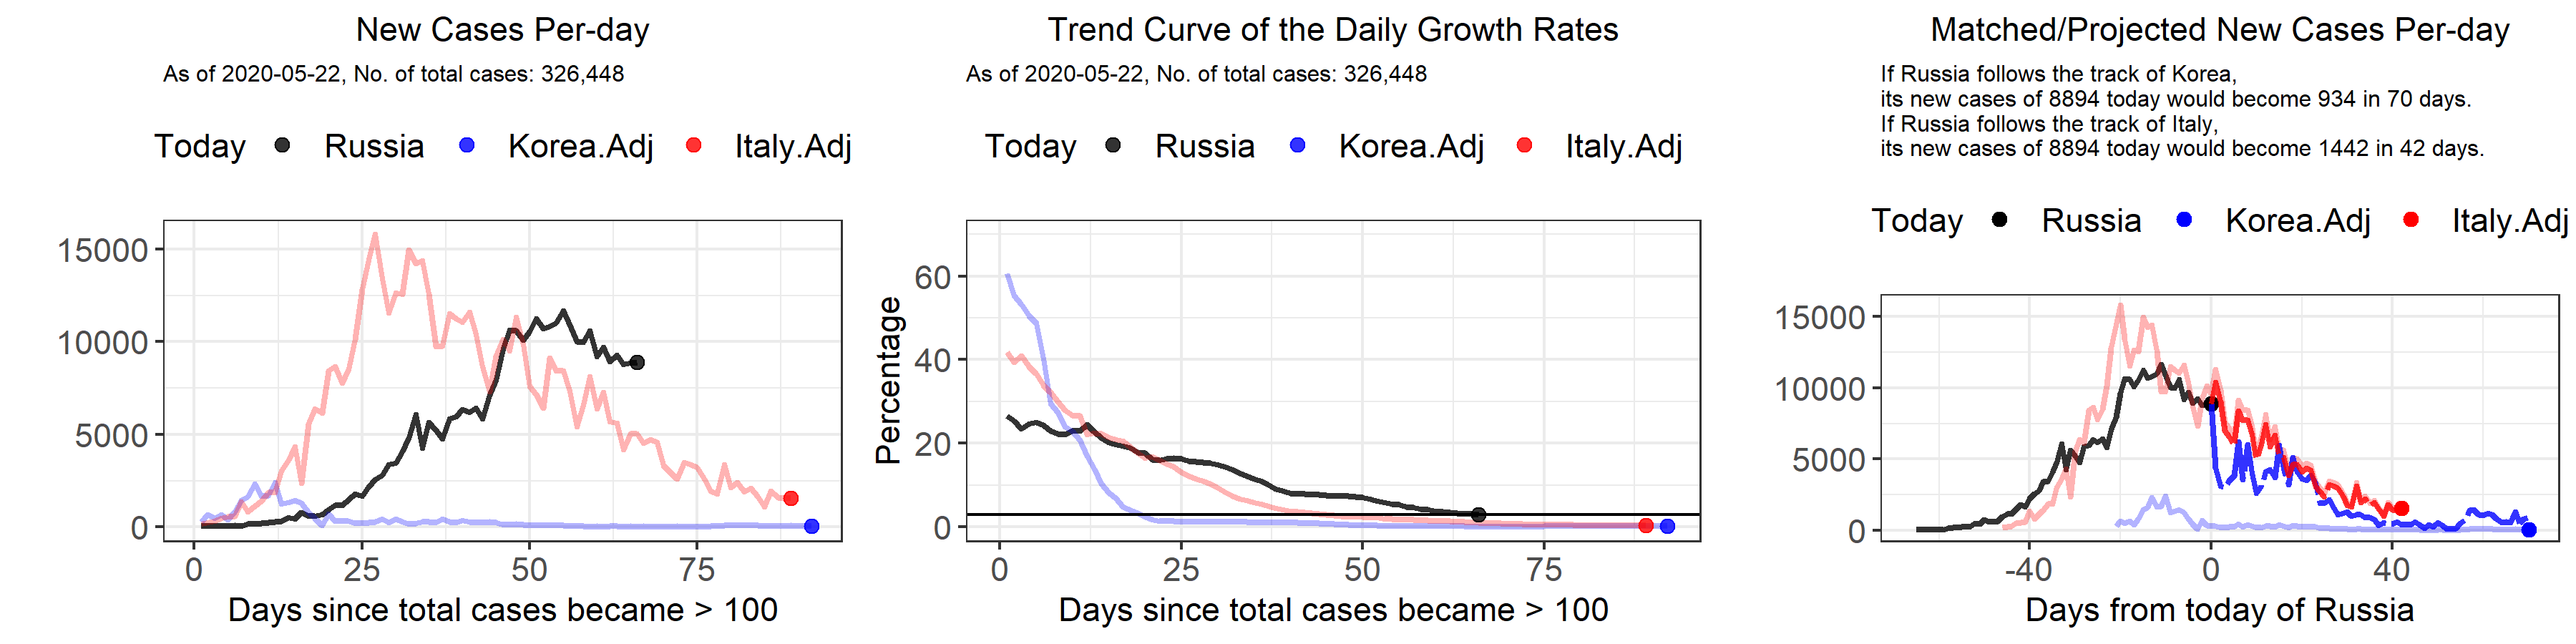 New Cases Per-day
As of 2020-05-22, No. of total cases: 326,448
Today Russia Korea.Adj Italy.Adj
15000
10000
5000
0
0 25 50 75
Days since total cases became > 100
Trend Curve of the Daily Growth Rates
As of 2020-05-22, No. of total cases: 326,448
Today Russia Korea.Adj Italy.Adj
Percentage
60
40
20
0
0 25 50 75
Days since total cases became > 100
Matched/Projected New Cases Per-day
If Russia follows the track of Korea,
its new cases of 8894 today would become 934 in 70 days.
If Russia follows the track of Italy,
its new cases of 8894 today would become 1442 in 42 days.
Today Russia Korea.Adj Italy.Adj
15000
10000
5000
0
-40 0 40
Days from today of Russia